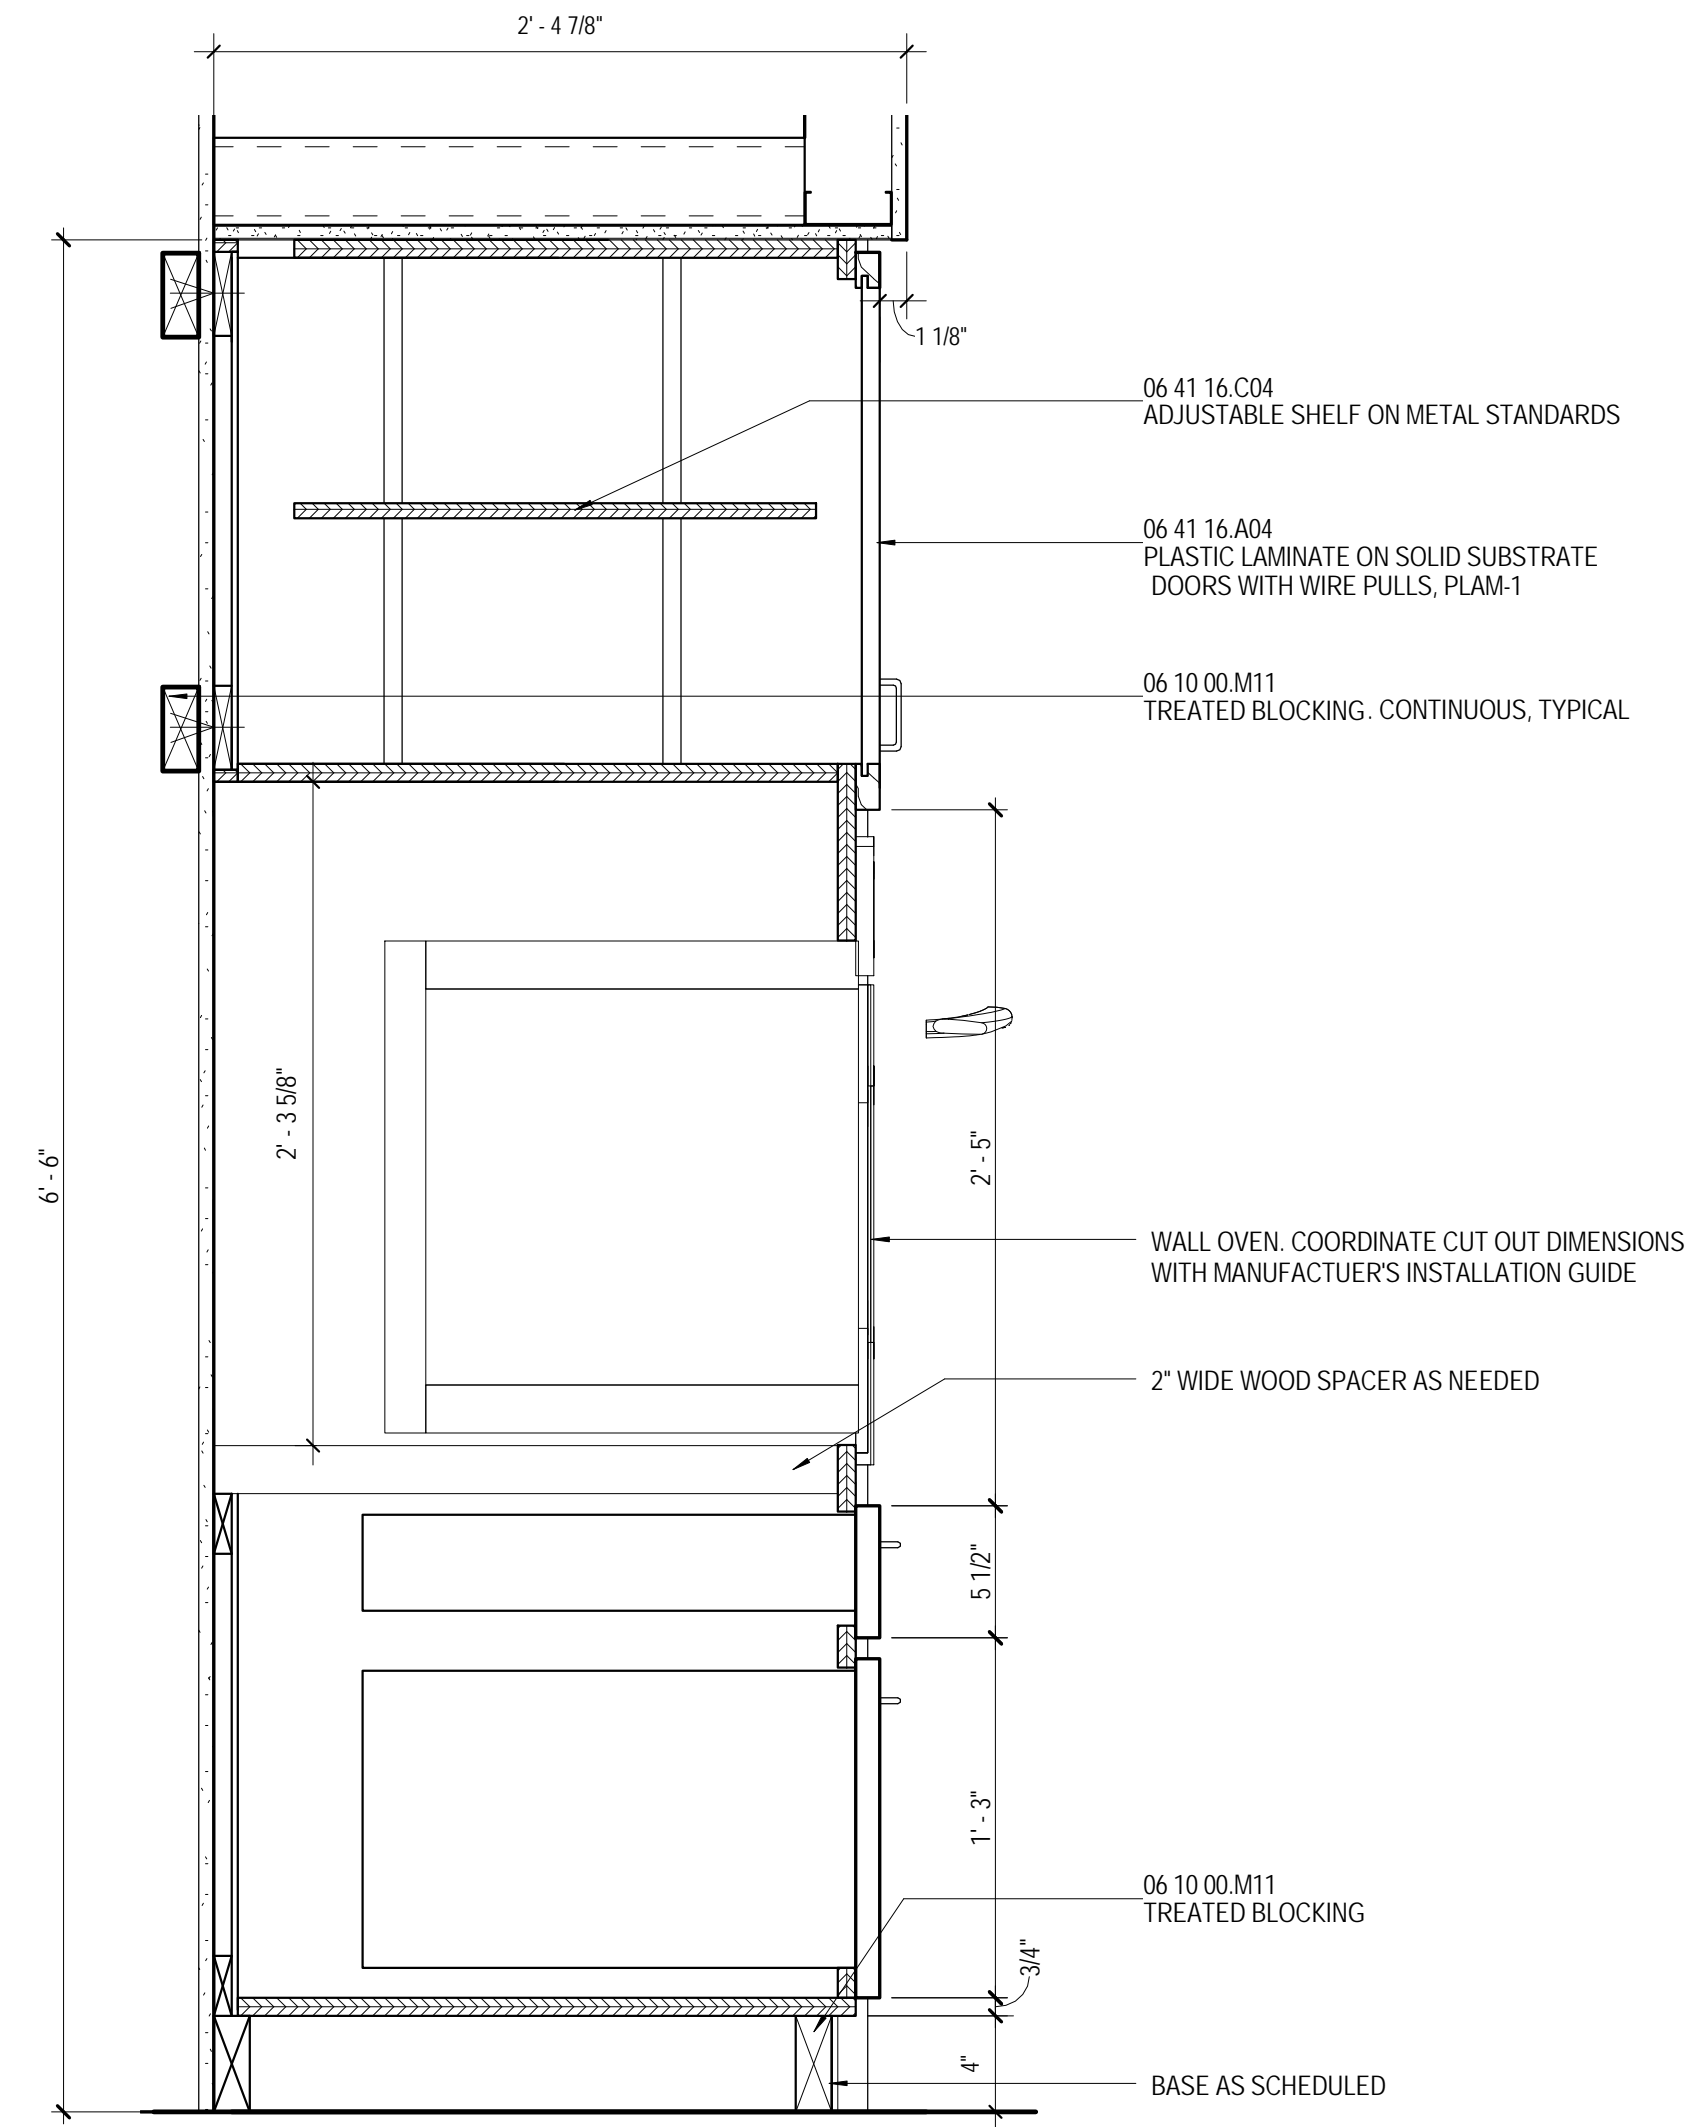 2' - 4 7/8"
1 1/8"
06 41 16.C04
ADJUSTABLE SHELF ON METAL STANDARDS
06 41 16.A04
PLASTIC LAMINATE ON SOLID SUBSTRATE
DOORS WITH WIRE PULLS, PLAM-1
06 10 00.M11
TREATED BLOCKING. CONTINUOUS, TYPICAL
2' - 3 5/8"
2' - 5"
6' - 6"
WALL OVEN. COORDINATE CUT OUT DIMENSIONS
WITH MANUFACTUER'S INSTALLATION GUIDE
2" WIDE WOOD SPACER AS NEEDED
5 1/2"
1' - 3"
06 10 00.M11
TREATED BLOCKING
3/4"
4"
BASE AS SCHEDULED